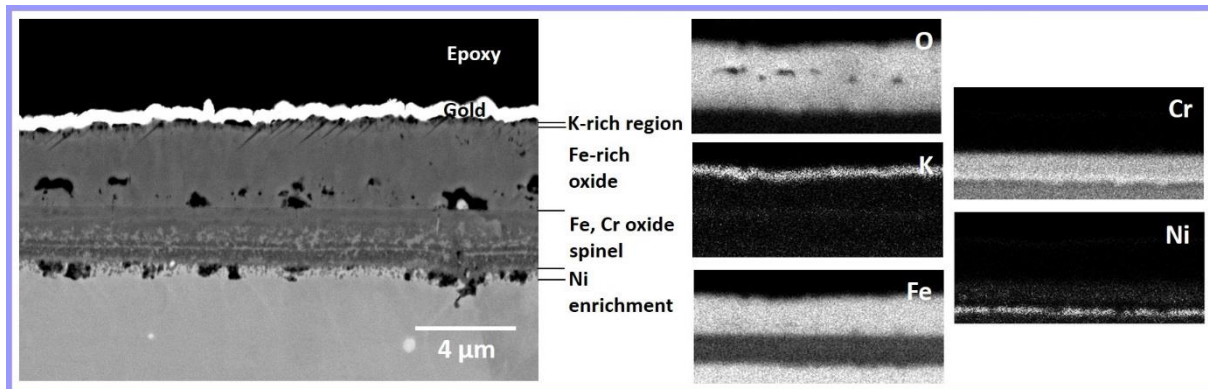 Epoxy
Gold
K-rich region
Fe-rich
oxide
Fe, Cr oxide
spinel
Ni
enrichment
4 μm
O
K
Fe
Cr
Ni